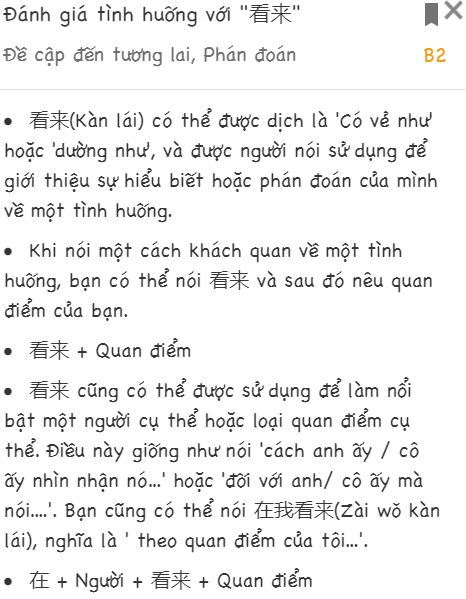 Đánh giá tình huống với "看来"
Đề cập đến tương lai, Phán đoán
B2
• 看来(Kàn lái) có thể được dịch là 'Có vẻ như'
hoặc 'dường như', và được người nói sử dụng để
giới thiệu sự hiểu biết hoặc phán đoán của mình
về một tình huống.
• Khi nói một cách khách quan về một tình
huống, bạn có thể nói 看来 và sau đó nêu quan
điểm của bạn.
• 看来 + Quan điểm
• 看来 cũng có thể được sử dụng để làm nổi
bật một người cụ thể hoặc loại quan điểm cụ
thể. Điều này giống như nói 'cách anh ấy / cô
ấy nhìn nhận nó...' hoặc 'đối với anh/ cô ấy mà
nói....'. Bạn cũng có thể nói 在我看来(Zài wǒ kàn
lái), nghĩa là ' theo quan điểm của tôi...'.
• 在 + Người + 看来 + Quan điểm